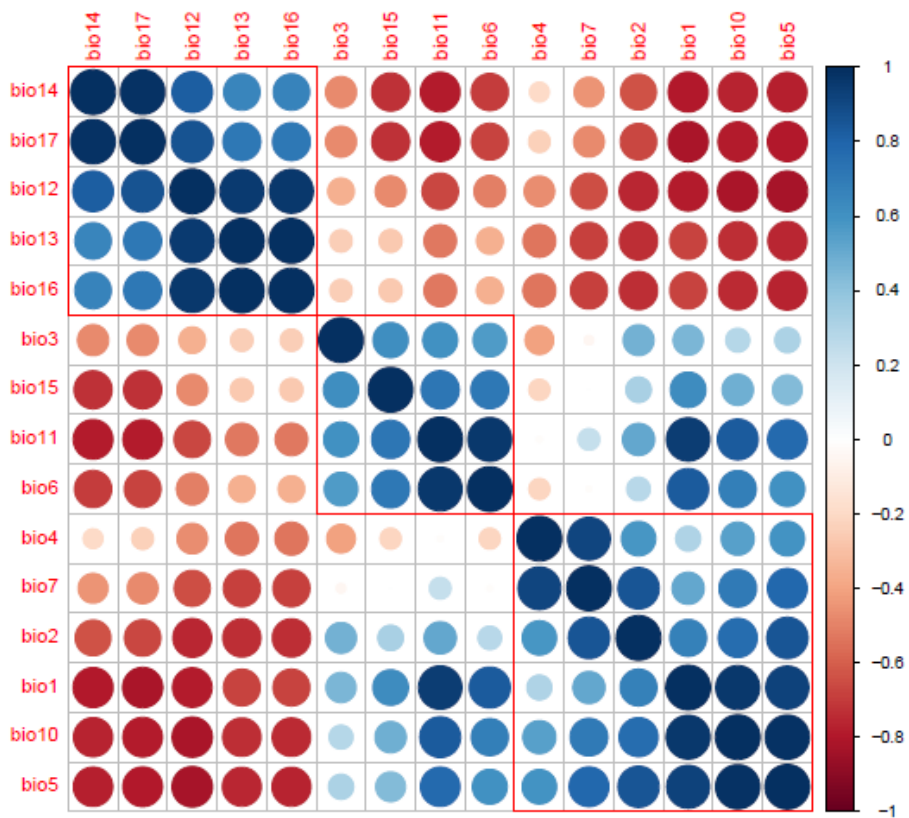 bio14 bio17 bio12 bio13 bio16 bio3 bio15 bio11 bio6 bio4 bio7 bio2 bio1 bio10 bio5
bio14
bio17
bio12
bio13
bio16
bio3
bio15
bio11
bio6
bio4
bio7
bio2
bio1
bio10
bio5
1
0.8
0.6
0.4
0.2
0
−0.2
−0.4
−0.6
−0.8
−1